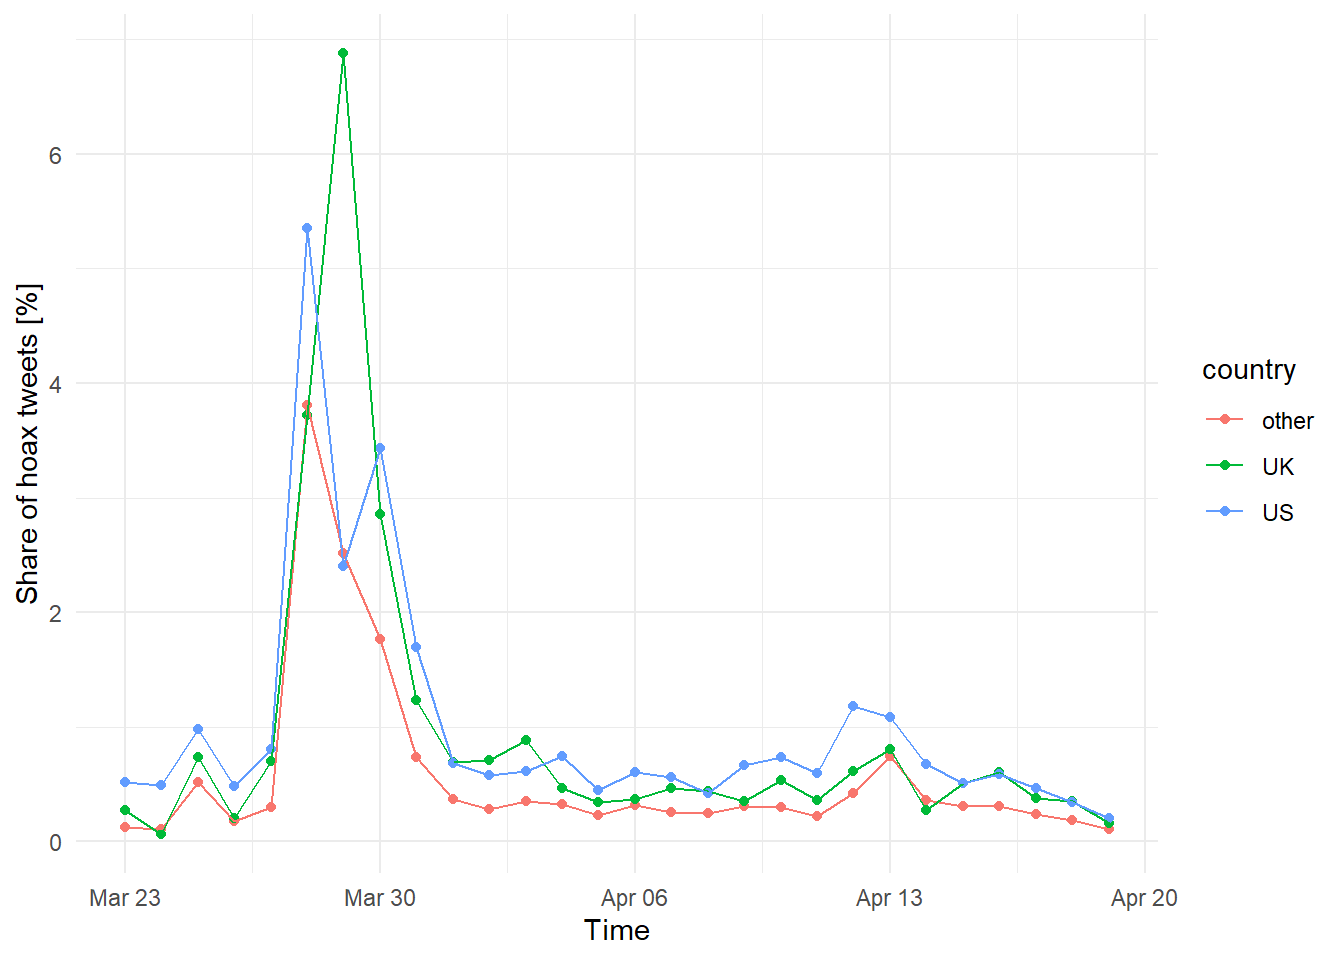 Share of hoax tweets [%]
6
4
2
0
Mar 23
Mar 30
Apr 06
Apr 13
Apr 20
Time
country
other
UK
US